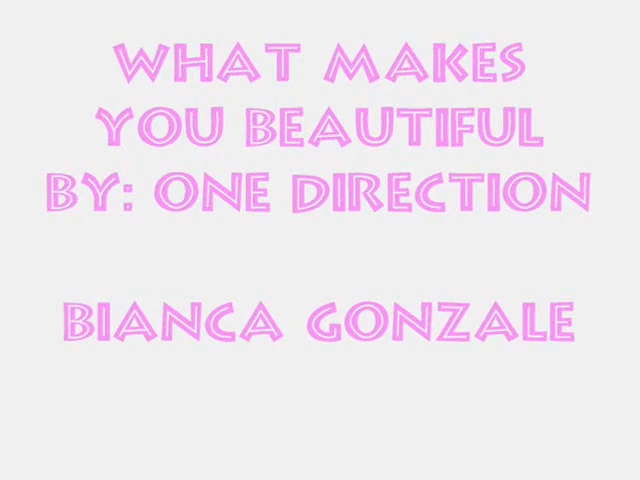 WHAT MAKES
YOU BEAUTIFUL
BY: ONE DIRECTION
BIANCA GONZALE